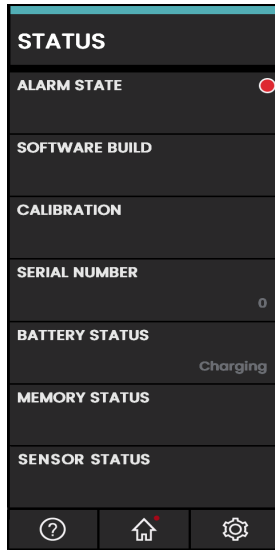 STATUS
ALARM STATE
SOFTWARE BUILD
CALIBRATION
SERIAL NUMBER
0
BATTERY STATUS
Charging
MEMORY STATUS
SENSOR STATUS
?